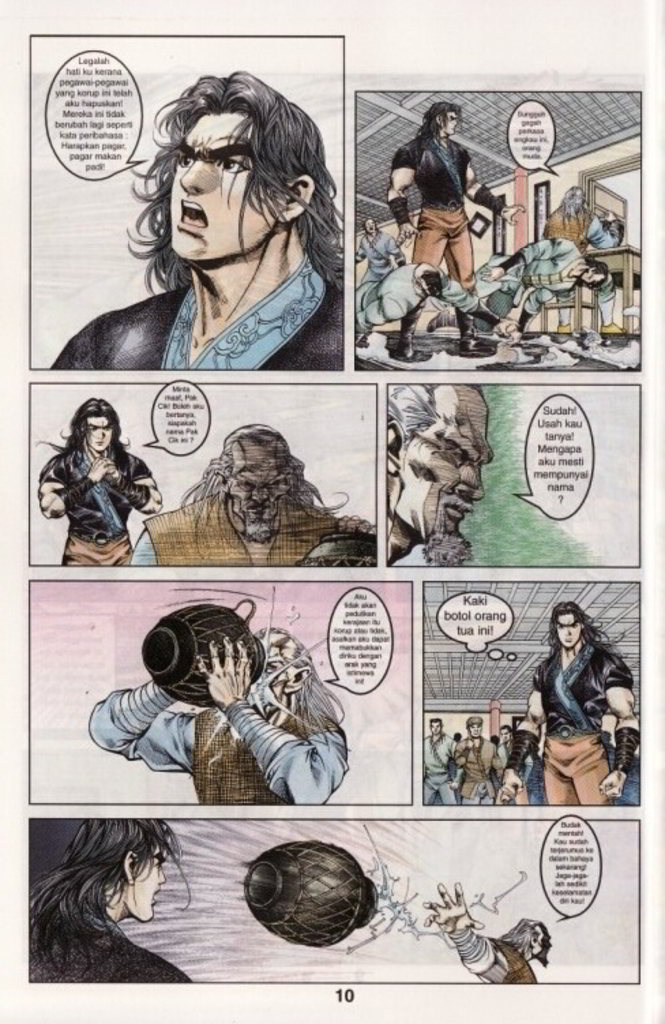 Legalah
hati ku kerana
pegawai-pegawai
yang korup ini telah
aku hapuskan!
Mereka ini tidak
berubah lagi seperti
kata peribahasa :
Harapkan pagar,
pagar makan
padi!
Sungguh
gagah
perkasa
engkau ini,
orang
muda.
Minta
maaf, Pak
Cik! Boleh aku
bertanya,
siapakah
nama Pak
Cik ini ?
Sudah!
Usah kau
tanya!
Mengapa
aku mesti
mempunyai
nama
?
Aku
tidak akan
pedulikan
kerajaan itu
korup atau tidak,
asalkan aku dapat
memabukkan
diriku dengan
arak yang
istimewa
ini!
Kaki
botol orang
tua ini!
Budak
mentah!
Kau sudah
terjerumus ke
dalam bahaya
sekarang!
Jaga-jaga-
lah sedikit
keselamatan
diri kau!
10